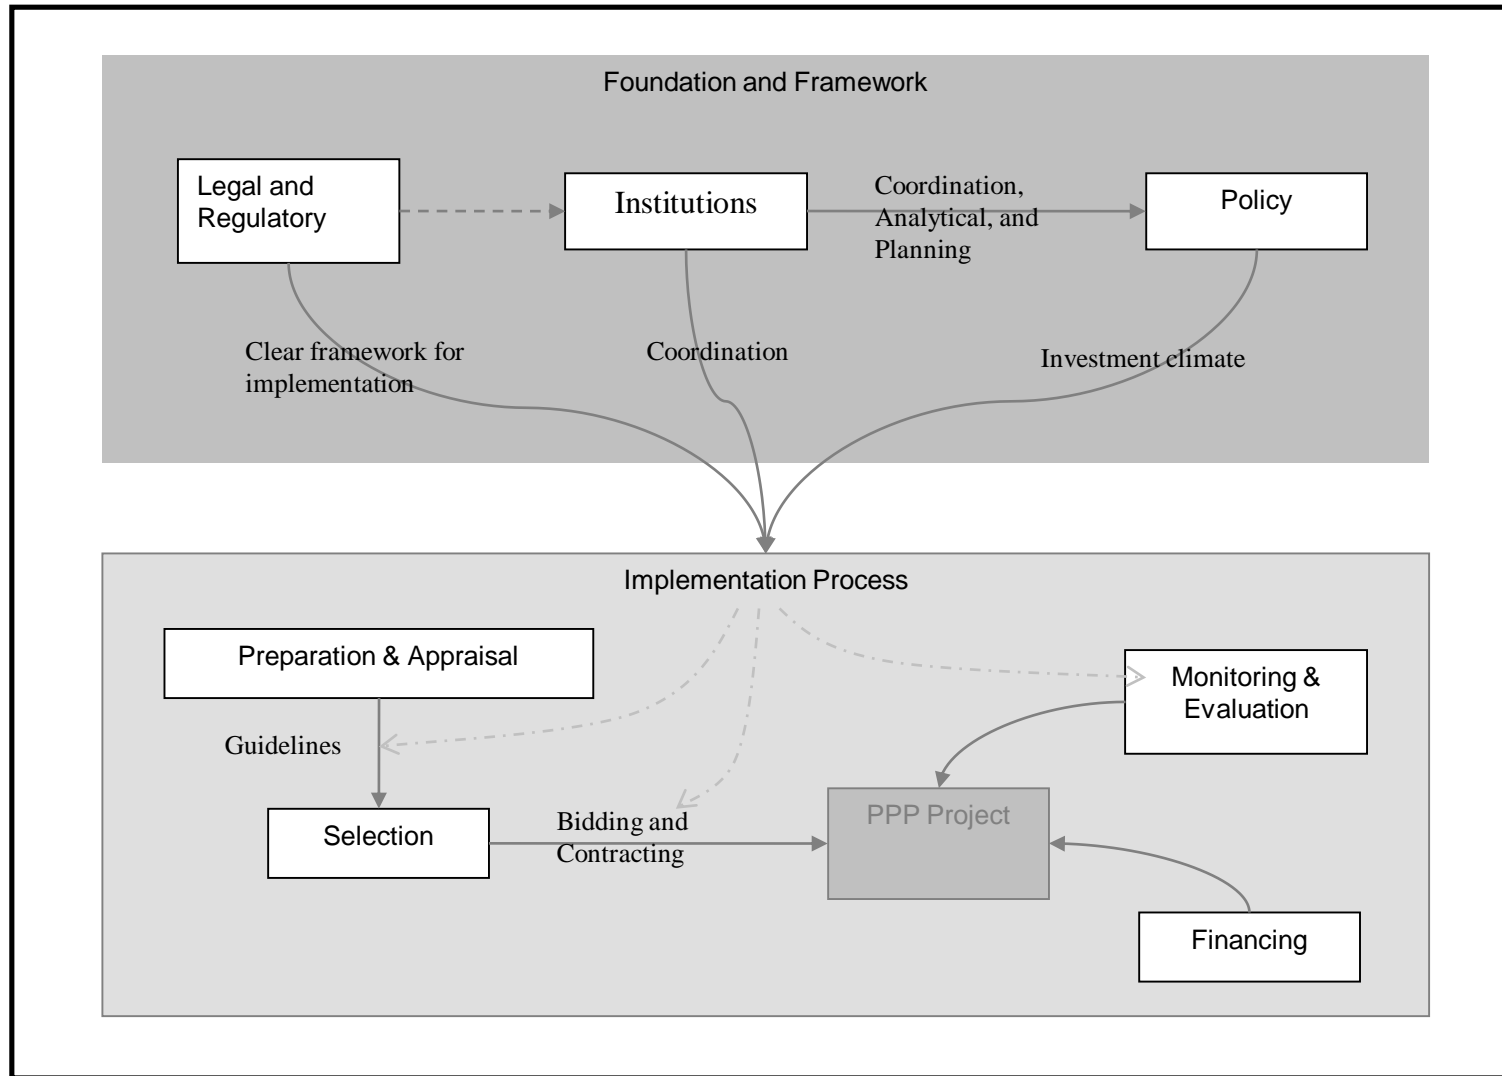 Foundation and Framework
Legal and
Regulatory
Institutions
Coordination,
Analytical, and
Planning
Policy
Clear framework for
implementation
Coordination
Investment climate
Implementation Process
Preparation & Appraisal
Monitoring &
Evaluation
Guidelines
Selection
Bidding and
Contracting
PPP Project
Financing